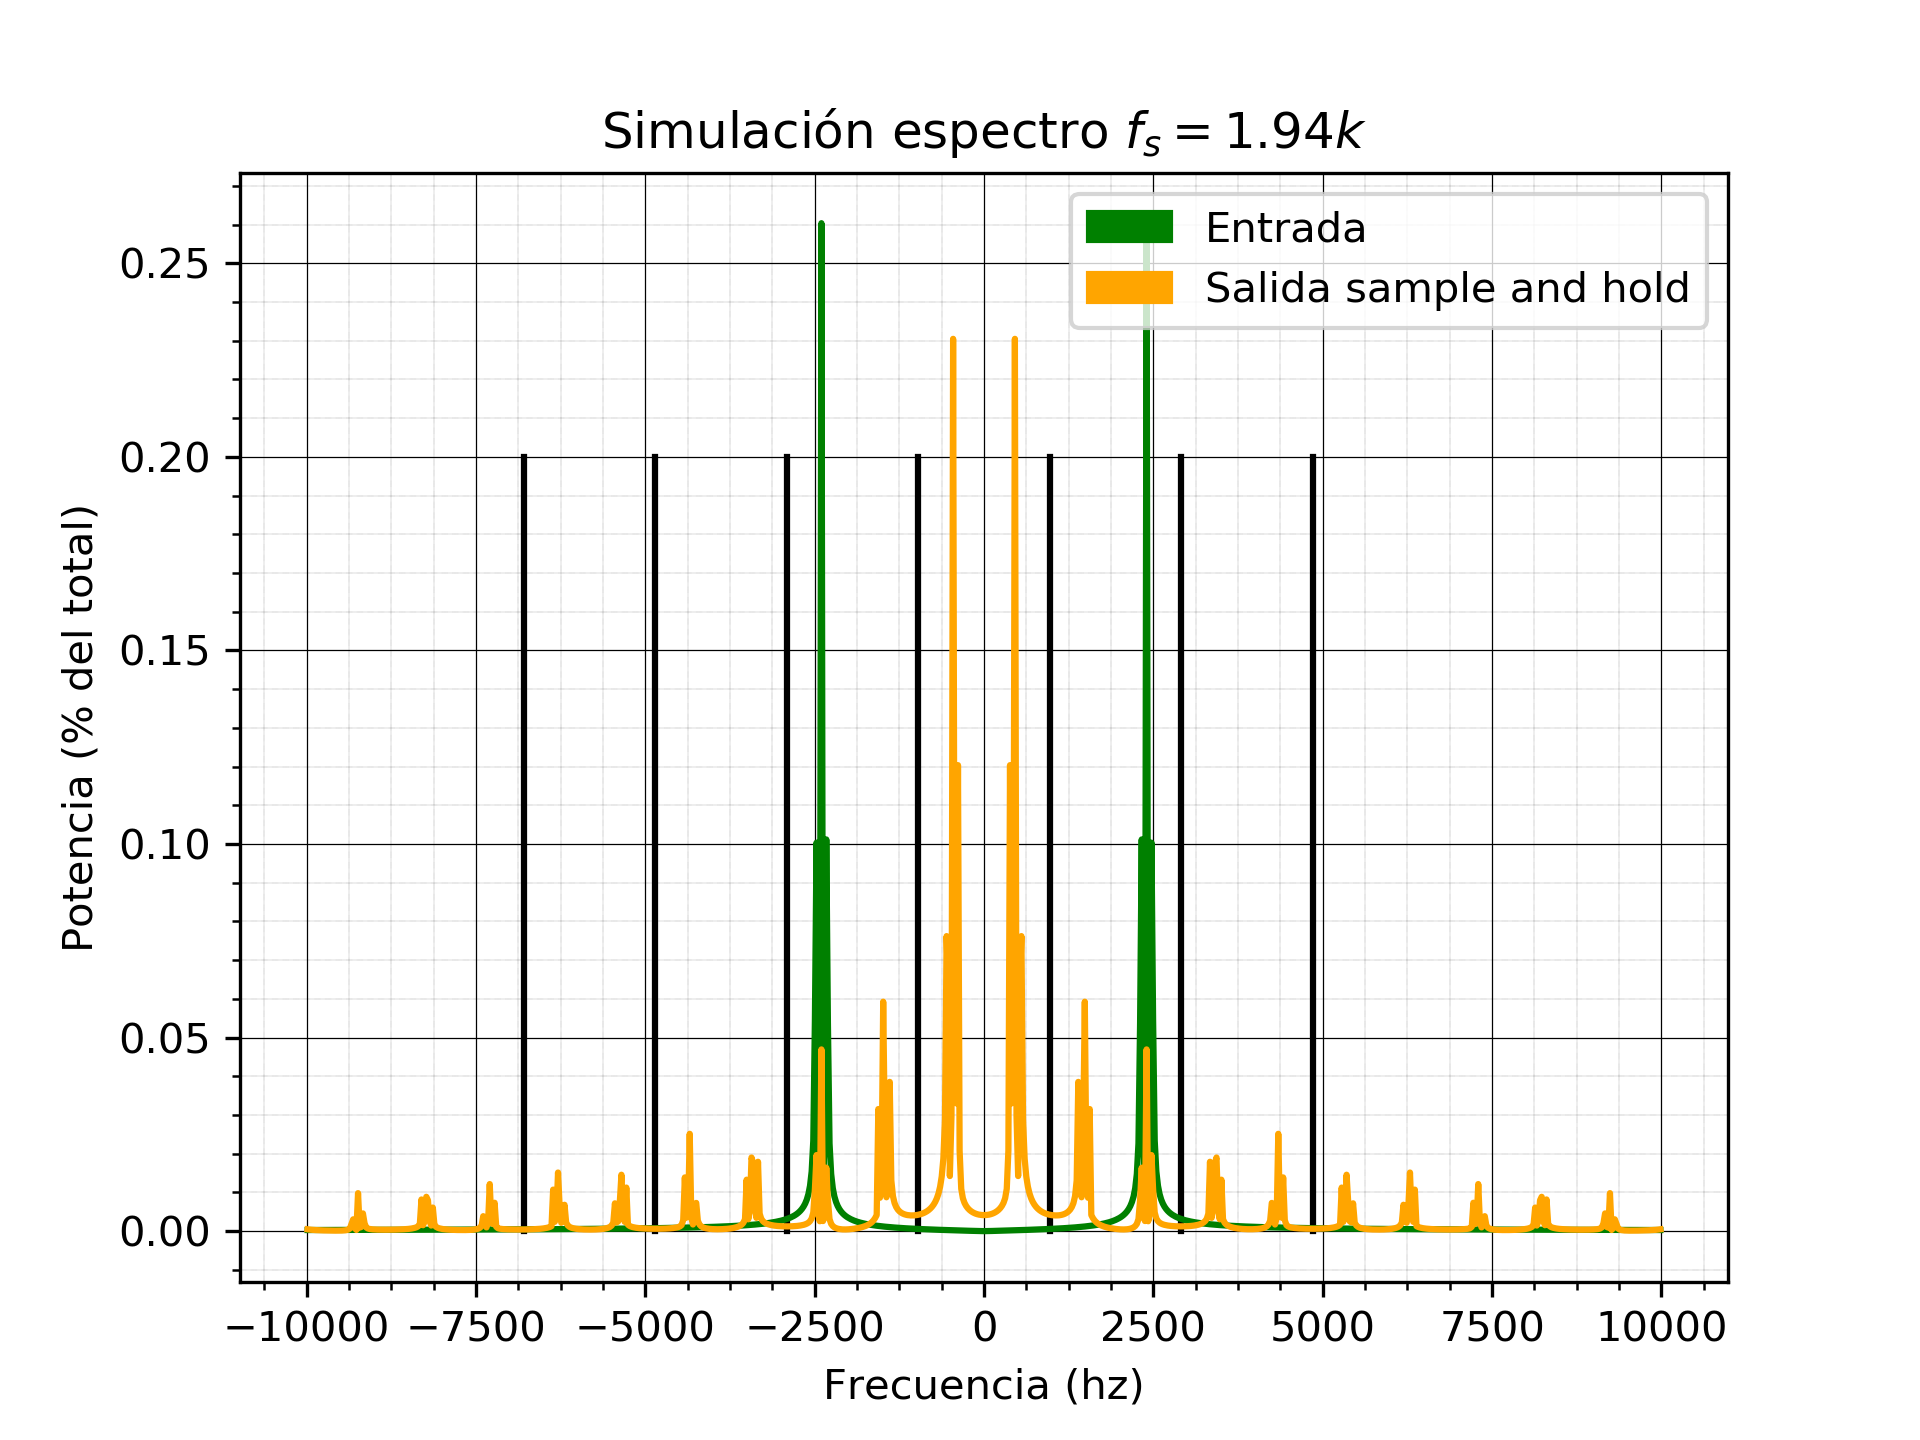 Simulación espectro $f_s = 1.94k$
Entrada
Salida sample and hold
Potencia (% del total)
0.25
0.20
0.15
0.10
0.05
0.00
−10000 −7500 −5000 −2500 0 2500 5000 7500 10000
Frecuencia (hz)